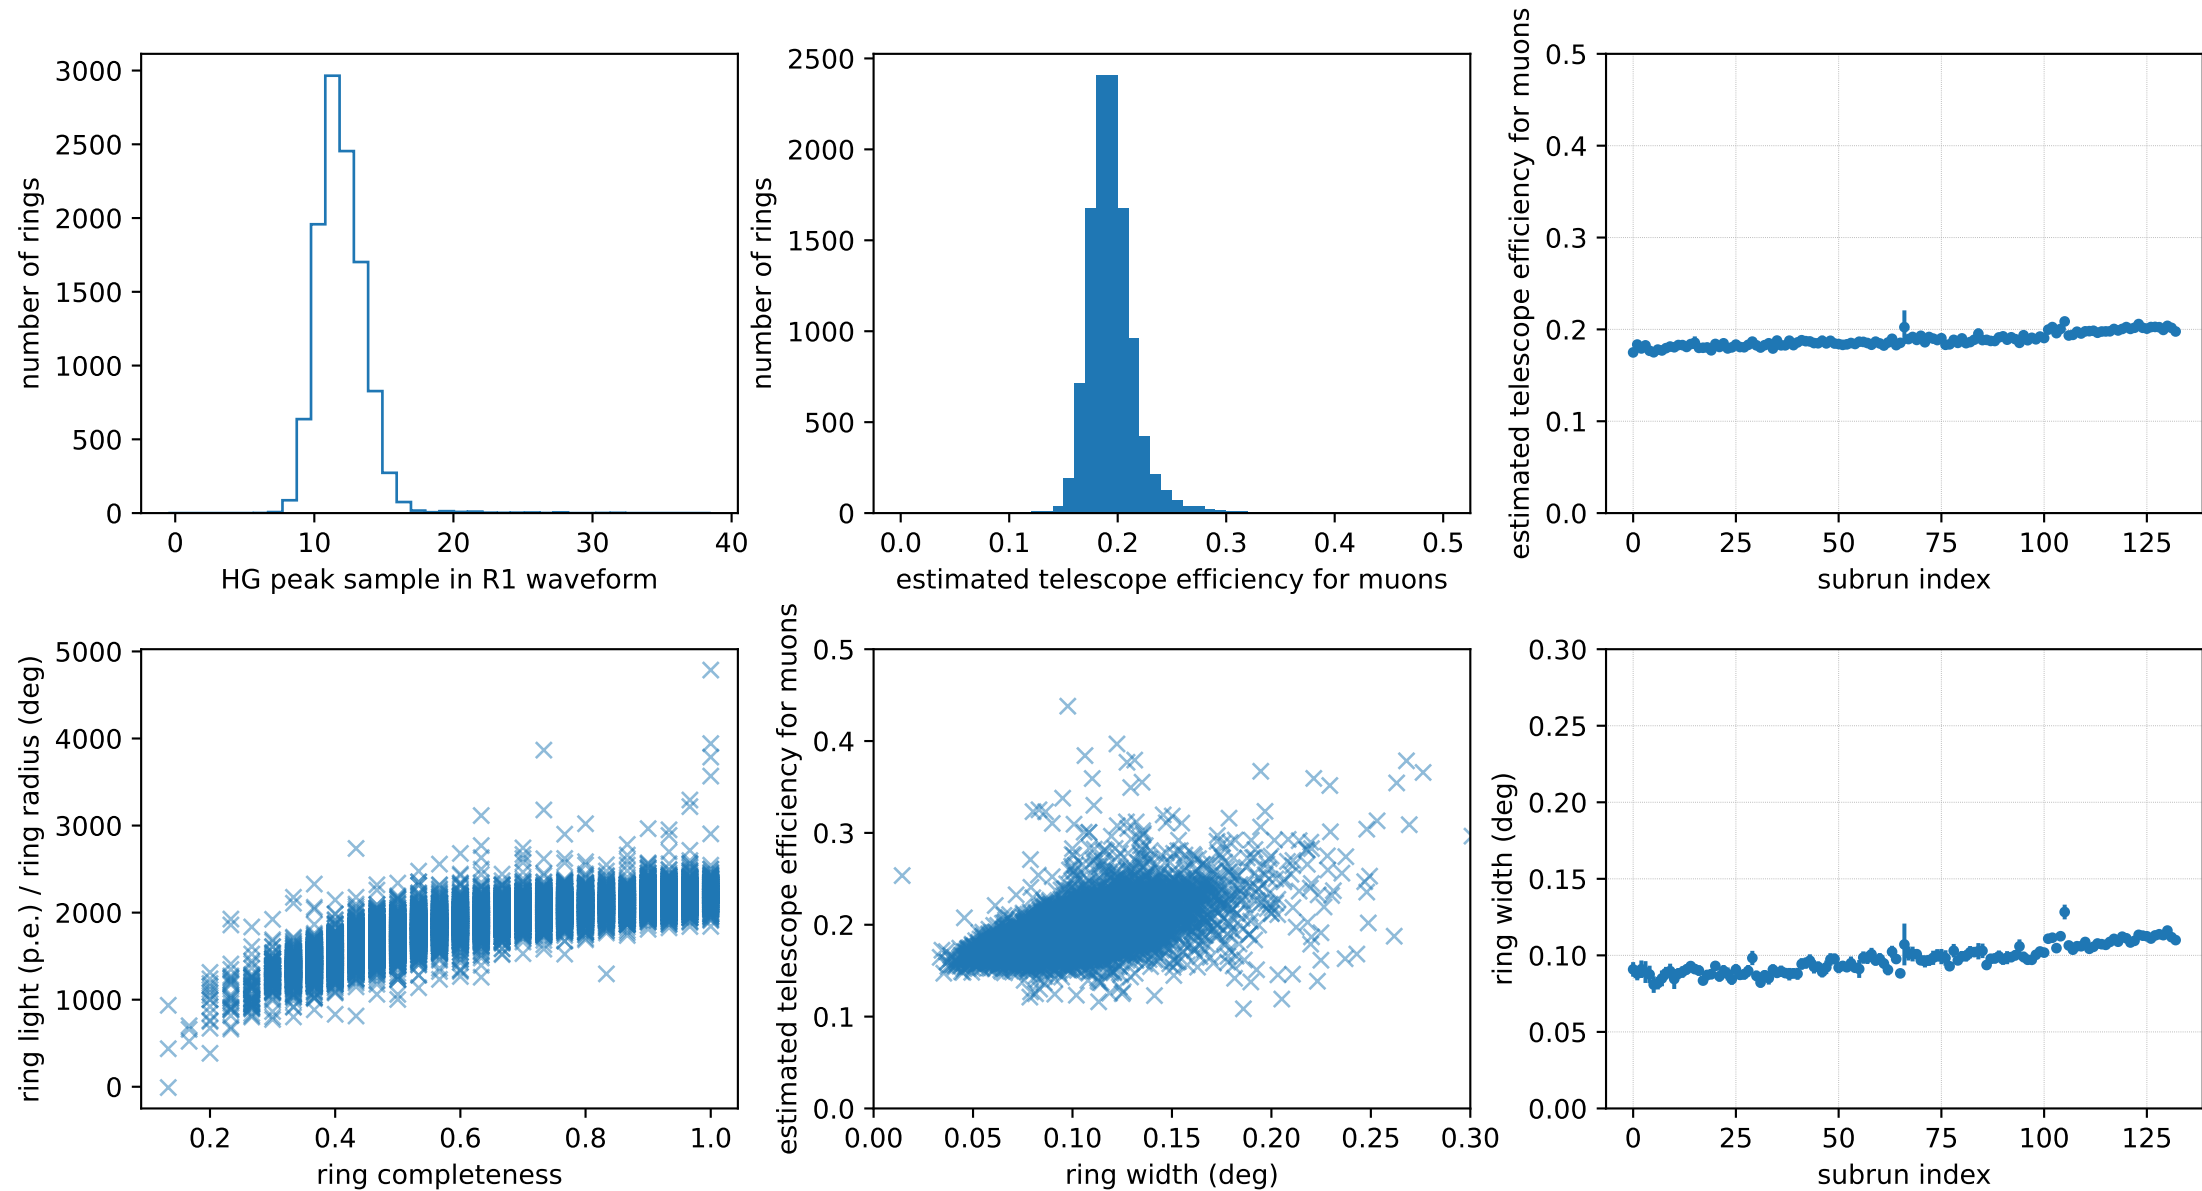 number of rings
3000
2500
2000
1500
1000
500
0
0 10 20 30 40
HG peak sample in R1 waveform
number of rings
2500
2000
1500
1000
500
0
0.0 0.1 0.2 0.3 0.4 0.5
estimated telescope efficiency for muons
estimated telescope efficiency for muons
0.5
0.4
0.3
0.2
0.1
0.0
0 25 50 75 100 125
subrun index
ring light (p.e.) / ring radius (deg)
5000
4000
3000
2000
1000
0
0.2 0.4 0.6 0.8 1.0
ring completeness
estimated telescope efficiency for muons
0.5
0.4
0.3
0.2
0.1
0.0
0.00 0.05 0.10 0.15 0.20 0.25 0.30
ring width (deg)
ring width (deg)
0.30
0.25
0.20
0.15
0.10
0.05
0.00
0 25 50 75 100 125
subrun index